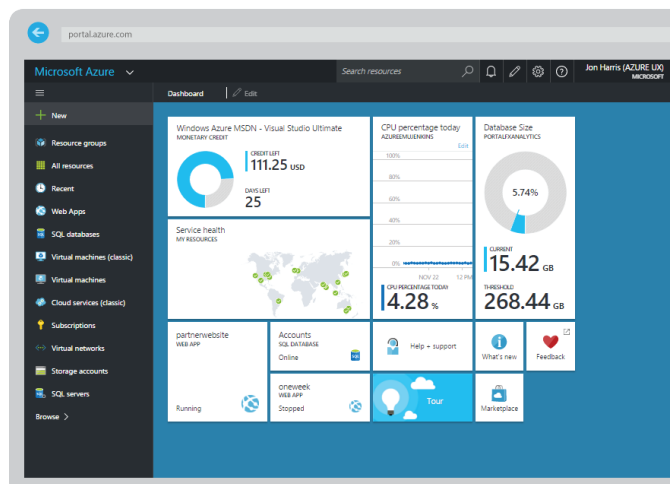 portal.azure.com
Microsoft Azure
Search resources
Jon Harris (AZURE UX)
MICROSOFT
Dashboard
Edit
New
Resource groups
All resources
Recent
Web Apps
SQL databases
Virtual machines (classic)
Virtual machines
Cloud services (classic)
Subscriptions
Virtual networks
Storage accounts
SQL servers
Browse >
Windows Azure MSDN - Visual Studio Ultimate
MONETARY CREDIT
CREDIT LEFT
111.25 USD
DAYS LEFT
25
CPU percentage today
AZUREEMUJENKINS
Edit
100%
80%
60%
40%
20%
0%
NOV 22 12 PM
CPU PERCENTAGE TODAY
4.28 %
Database Size
PORTALFXANALYTICS
5.74%
CURRENT
15.42 GB
THRESHOLD
268.44 GB
Service health
MY RESOURCES
partnerwebsite
WEB APP
Running
Accounts
SQL DATABASE
Online
SQL
Help + support
What's new
Feedback
oneweek
WEB APP
Stopped
Tour
Marketplace